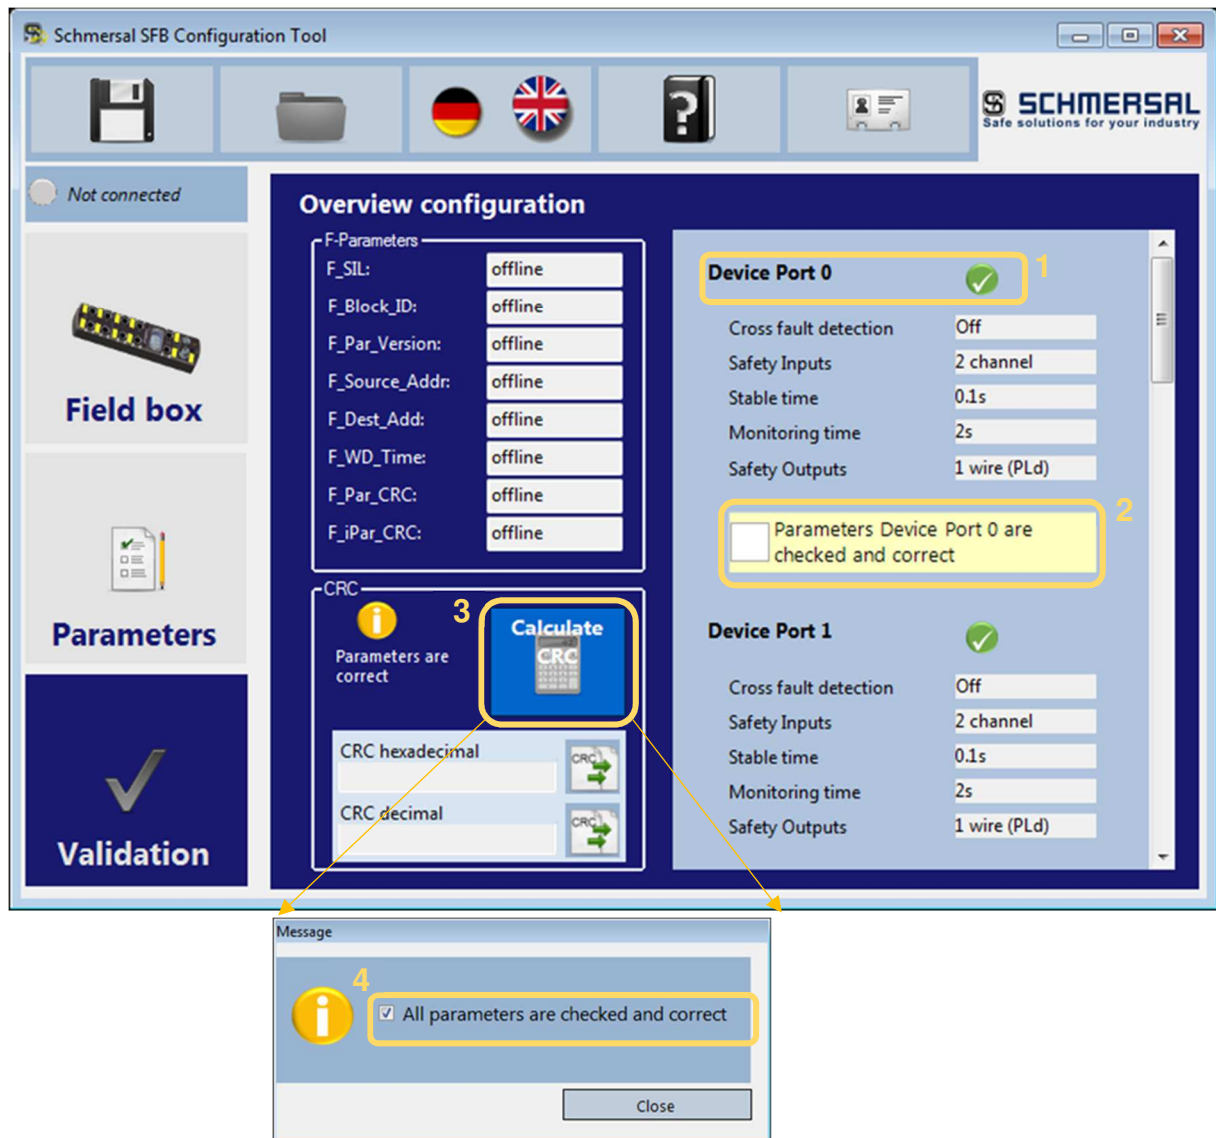 Schmersal SFB Configuration Tool
SCHMERSAL
Safe solutions for your industry
Not connected
Field box
Parameters
Validation
Overview configuration
F-Parameters
F_SIL: offline
F_Block_ID: offline
F_Par_Version: offline
F_Source_Addr: offline
F_Dest_Add: offline
F_WD_Time: offline
F_Par_CRC: offline
F_iPar_CRC: offline
CRC
Parameters are
correct
3
Calculate
CRC
CRC hexadecimal
CRC
CRC decimal
CRC
Device Port 0
1
Cross fault detection Off
Safety Inputs 2 channel
Stable time 0.1s
Monitoring time 2s
Safety Outputs 1 wire (PLd)
2
Parameters Device Port 0 are
checked and correct
Device Port 1
Cross fault detection Off
Safety Inputs 2 channel
Stable time 0.1s
Monitoring time 2s
Safety Outputs 1 wire (PLd)
Message
4
All parameters are checked and correct
Close